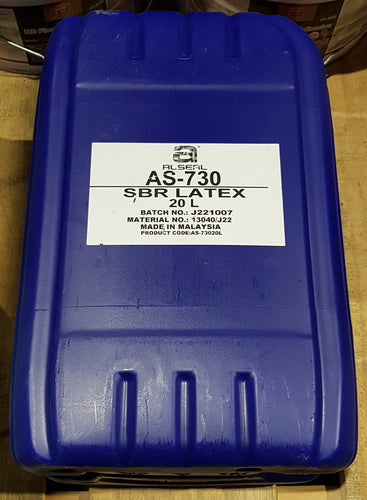 a
ALSEAL
AS-730
SBR LATEX
20 L
BATCH NO.: J221007
MATERIAL NO.: 13040/J22
MADE IN MALAYSIA
PRODUCT CODE:AS-73020L